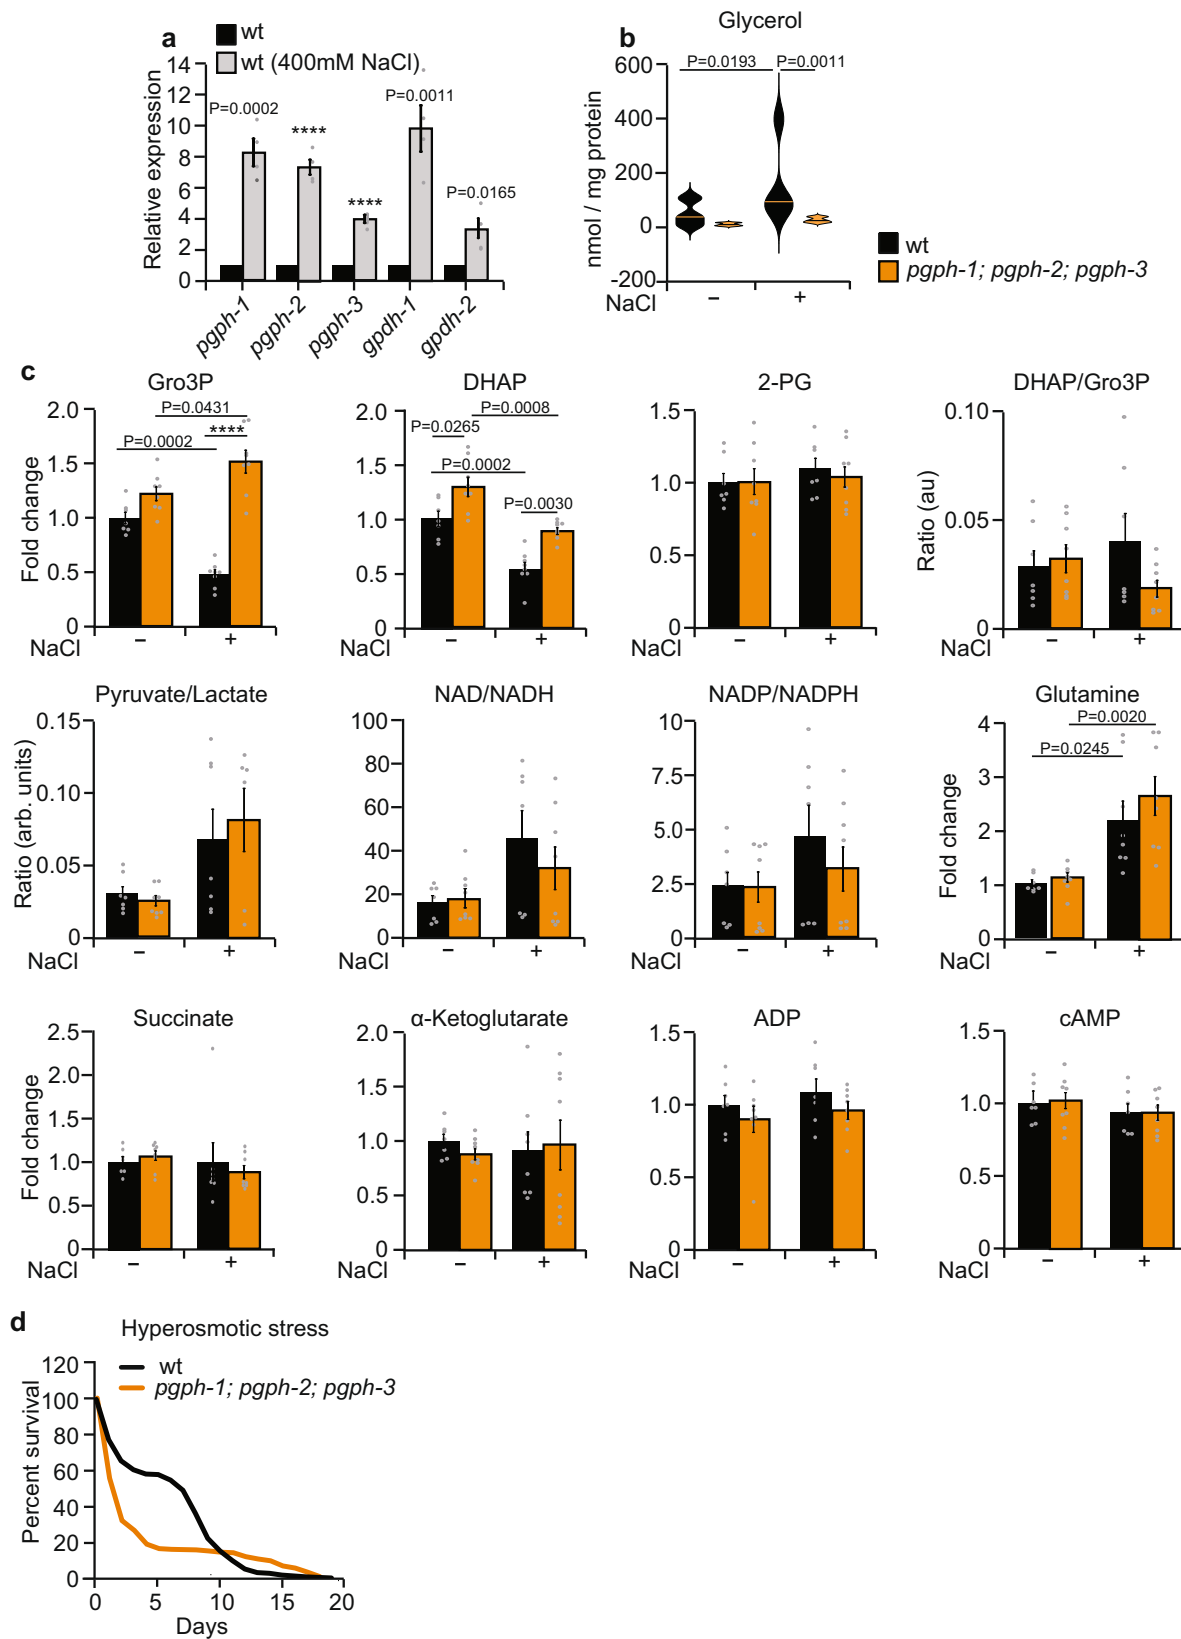 a
wt
wt (400mM NaCl)
Relative expression
14
12
10
8
6
4
2
0
P=0.0002
****
****
P=0.0011
P=0.0165
pgph-1
pgph-2
pgph-3
gpdh-1
gpdh-2
b
Glycerol
P=0.0193
P=0.0011
nmol / mg protein
600
400
200
0
-200
NaCl
–
+
wt
pgph-1; pgph-2; pgph-3
c
Gro3P
Fold change
2.0
1.5
1.0
0.5
0
P=0.0431
P=0.0002
****
NaCl
–
+
DHAP
2.0
1.5
1.0
0.5
0
P=0.0008
P=0.0265
P=0.0002
P=0.0030
NaCl
–
+
2-PG
1.5
1.0
0.5
0
NaCl
–
+
DHAP/Gro3P
Ratio (au)
0.10
0.05
0
NaCl
–
+
Pyruvate/Lactate
Ratio (arb. units)
0.15
0.10
0.05
0
NaCl
–
+
NAD/NADH
100
80
60
40
20
0
NaCl
–
+
NADP/NADPH
10
7.5
5.0
2.5
0
NaCl
–
+
Glutamine
Fold change
4
3
2
1
0
P=0.0020
P=0.0245
NaCl
–
+
Succinate
Fold change
2.5
2.0
1.5
1.0
0.5
0
NaCl
–
+
α-Ketoglutarate
2.0
1.5
1.0
0.5
0
NaCl
–
+
ADP
1.5
1.0
0.5
0
NaCl
–
+
cAMP
1.5
1.0
0.5
0
NaCl
–
+
d
Hyperosmotic stress
wt
pgph-1; pgph-2; pgph-3
Percent survival
120
100
80
60
40
20
0
0
5
10
15
20
Days